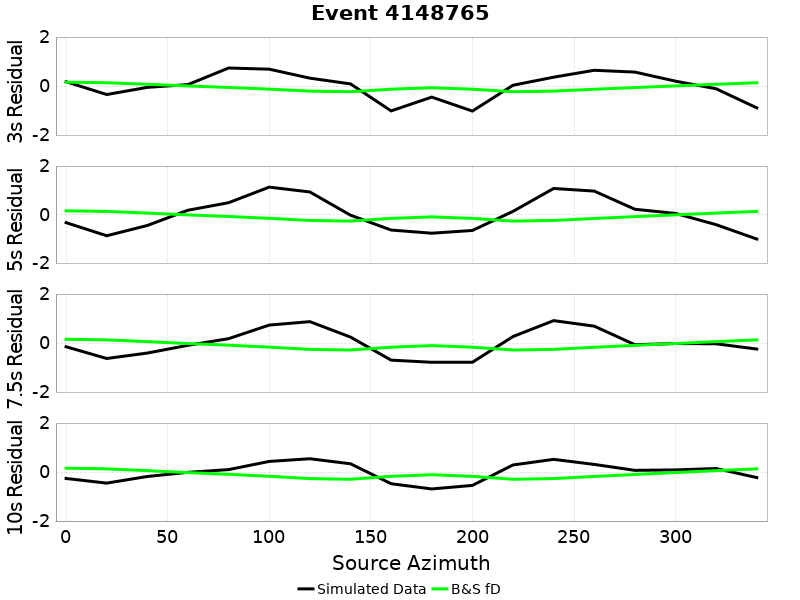 Event 4148765
3s Residual
2
0
-2
5s Residual
2
0
-2
7.5s Residual
2
0
-2
10s Residual
2
0
-2
0 50 100 150 200 250 300
Source Azimuth
Simulated Data B&S fD